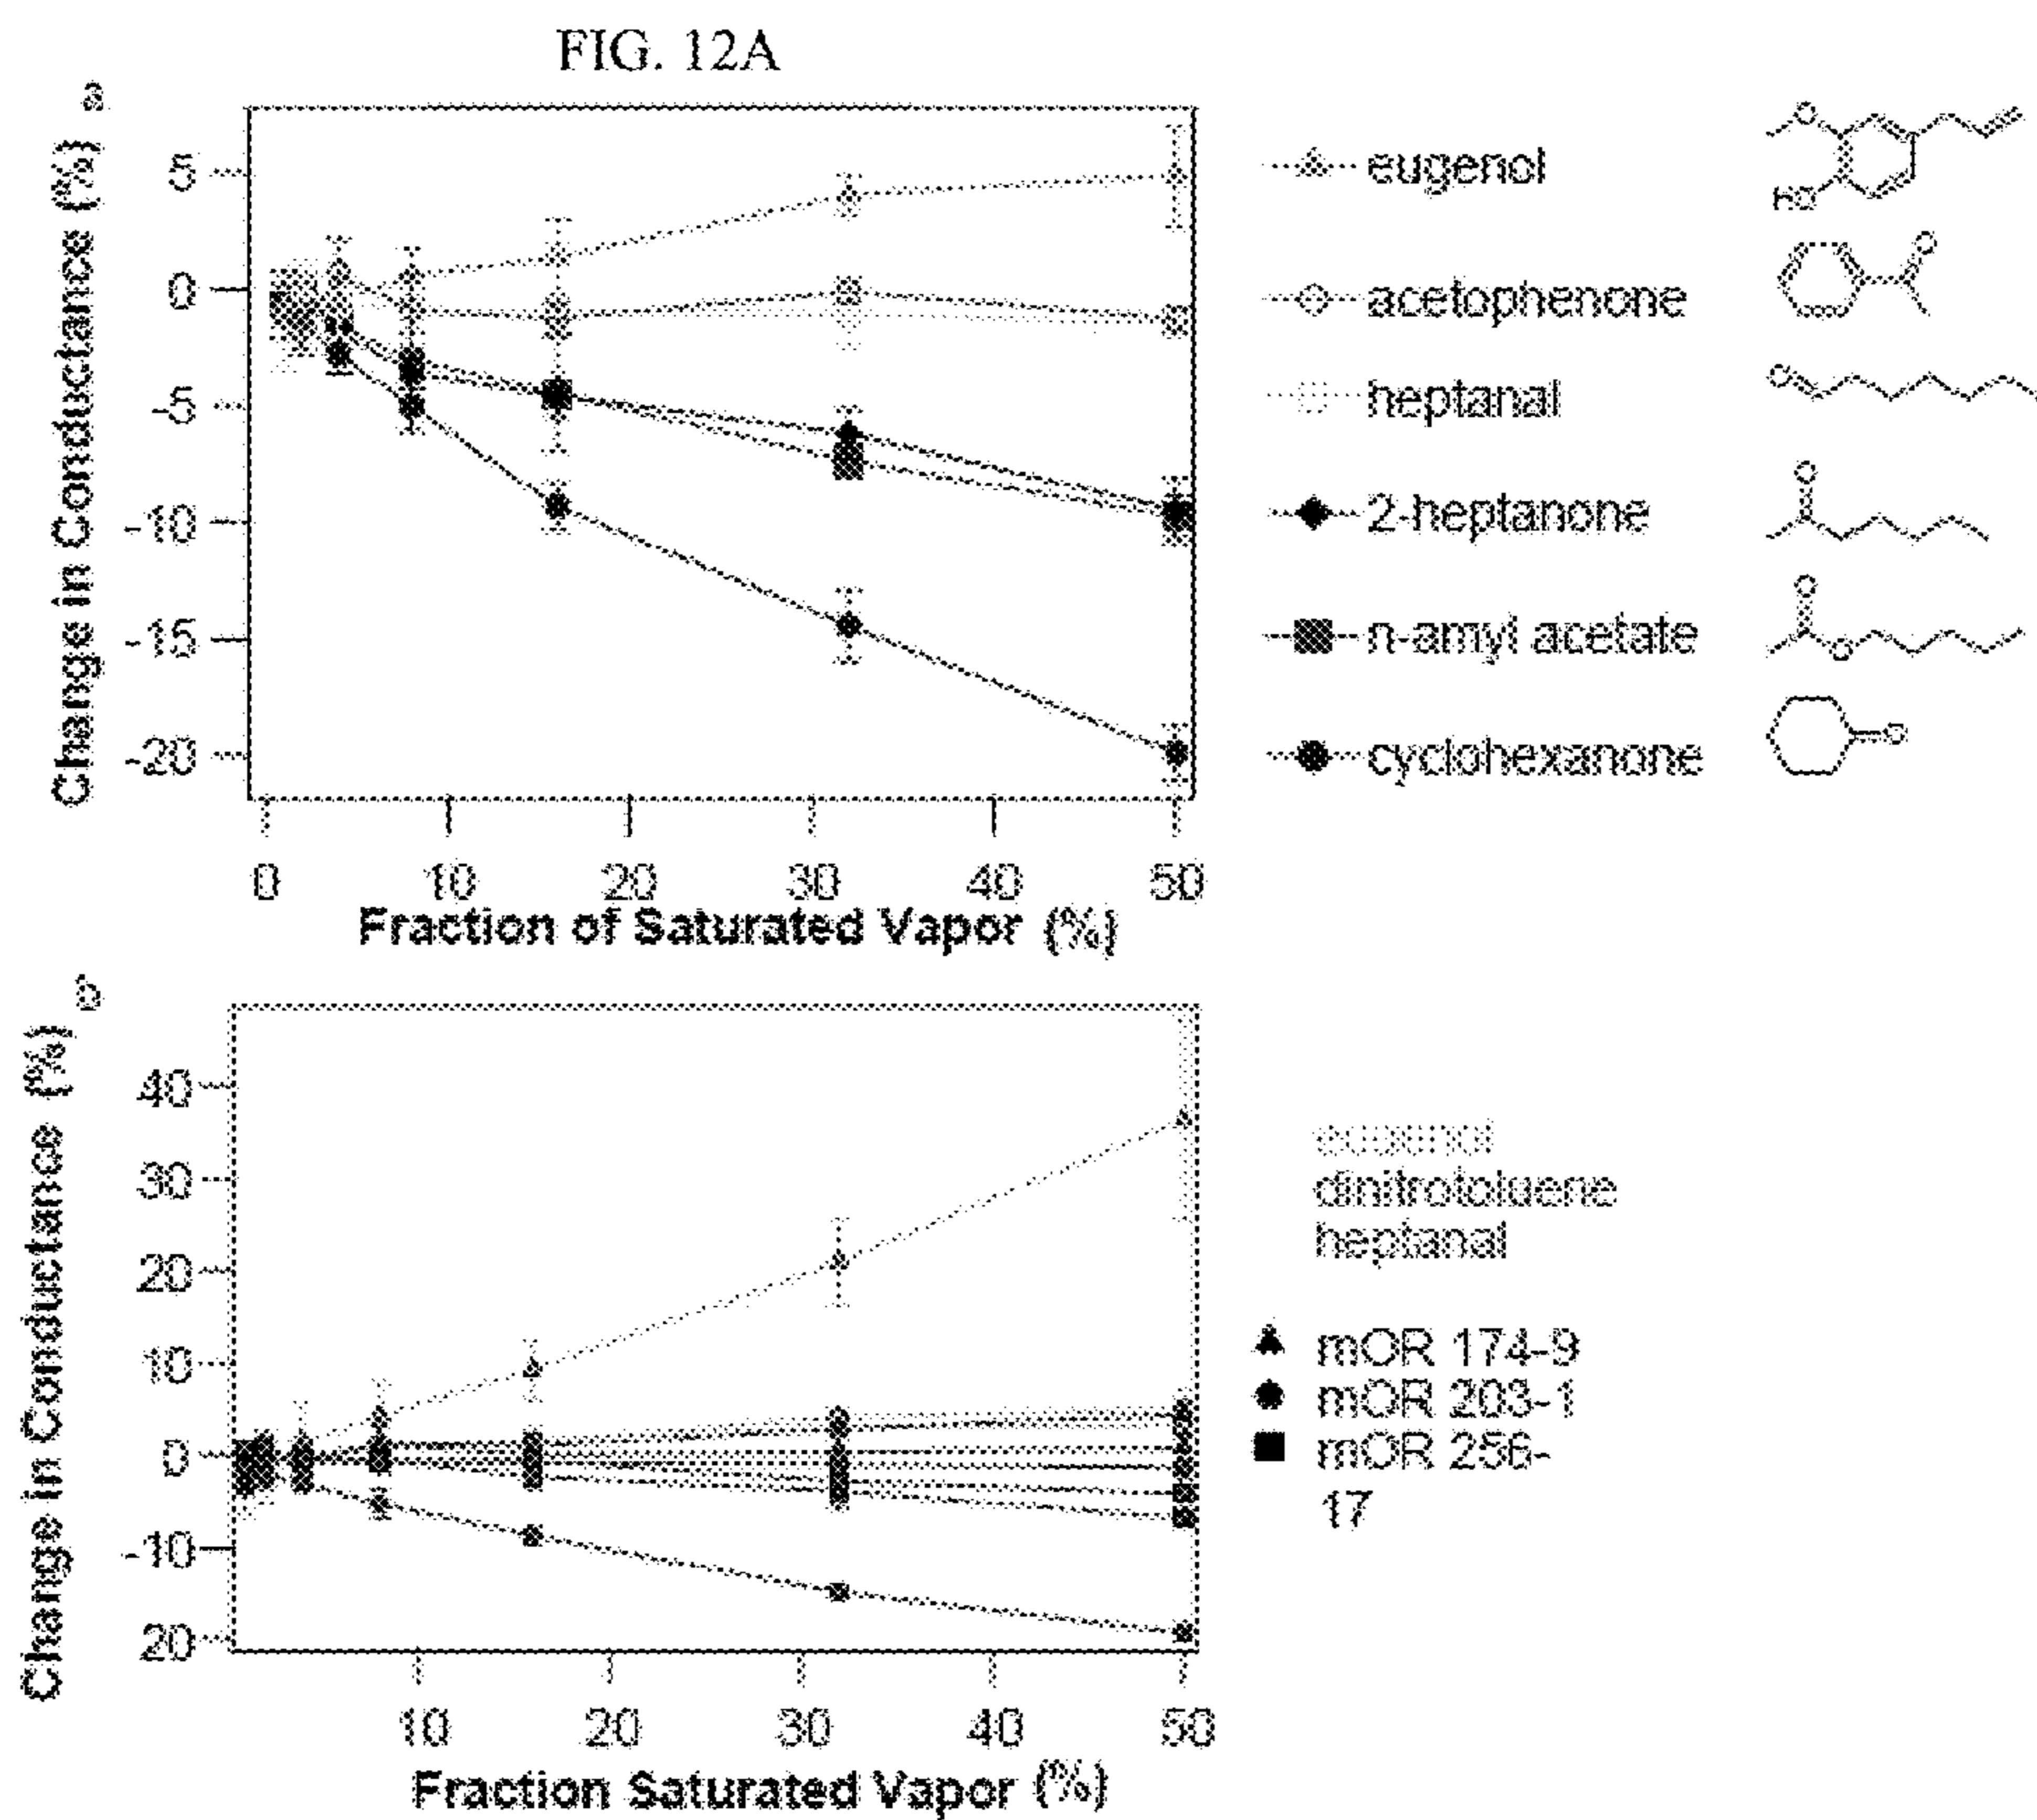 FIG. 12A
a
Change in Conductance (%)
5
0
-5
-10
-15
-20
0 10 20 30 40 50
Fraction of Saturated Vapor (%)
eugenol
acetophenone
heptanal
2-heptanone
n-amyl acetate
cyclohexanone
O
HO
O
O
O
O
O
O
b
Change in Conductance (%)
40
30
20
10
0
-10
20
10 20 30 40 50
Fraction Saturated Vapor (%)
dinitrotoluene
heptanal
mOR 174-9
mOR 203-1
mOR 256-
17